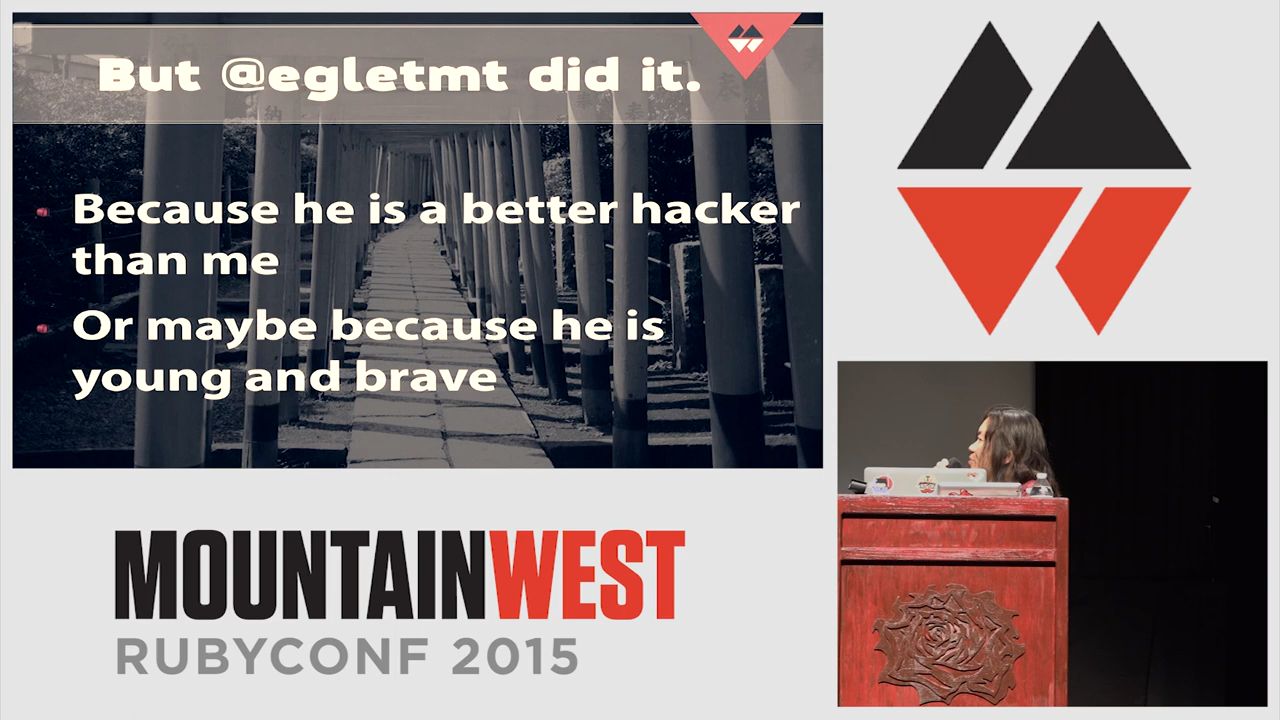 But @egletmt did it.
Because he is a better hacker
than me
Or maybe because he is
young and brave
MOUNTAINWEST
RUBYCONF 2015